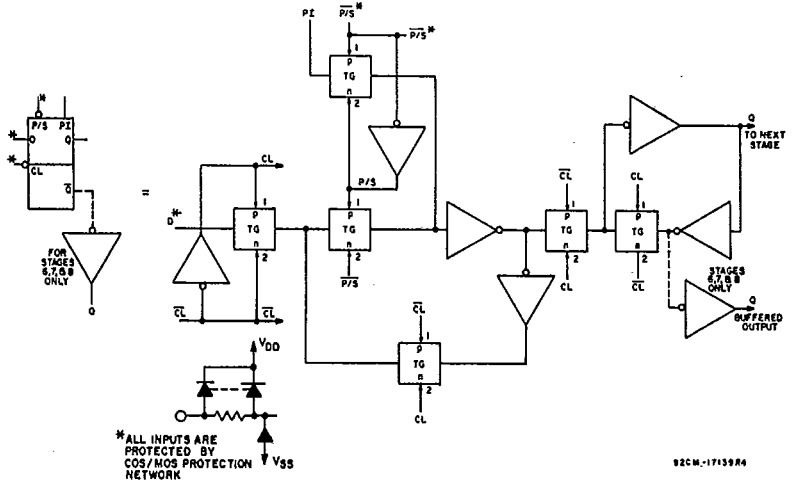 PI
P/S*
P/S*
1
P
TG
n
2
*
P/S PI
* D Q
* CL
Q
=
FOR
STAGES
6,7, & 8
ONLY
Q
CL CL
D*
1
P
TG
n
2
CL CL
P/S
1
P
TG
n
2
P/S
CL
1
P
TG
n
2
CL
CL
1
P
TG
n
2
CL
CL
1
P
TG
n
2
CL
Q
TO NEXT
STAGE
STAGES
6,7, & 8
ONLY
Q
BUFFERED
OUTPUT
VDD
VSS
*ALL INPUTS ARE
PROTECTED BY
COS/MOS PROTECTION
NETWORK
92CM-17139R4